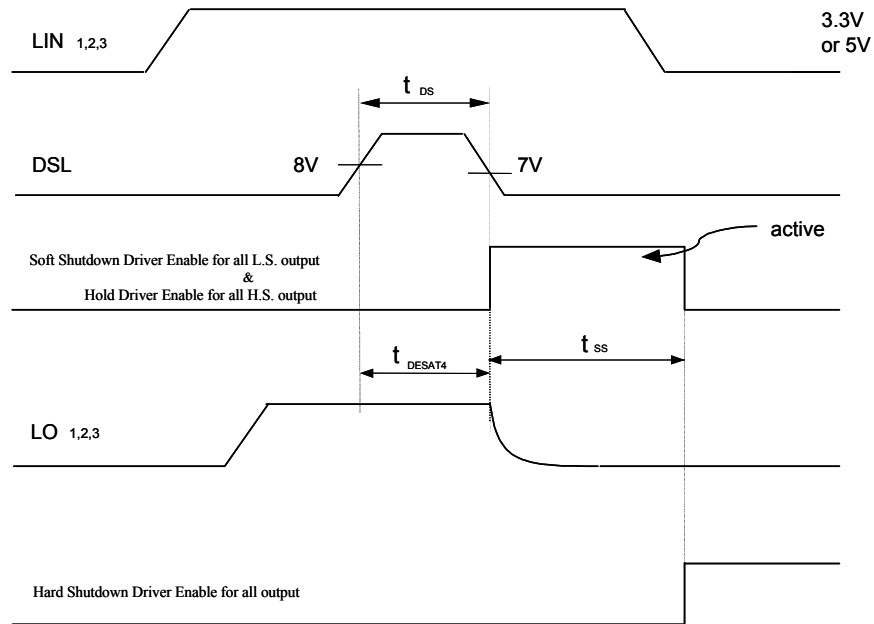 LIN 1,2,3
3.3V
or 5V
t DS
DSL
8V
7V
active
Soft Shutdown Driver Enable for all L.S. output
&
Hold Driver Enable for all H.S. output
t DESAT4
t SS
LO 1,2,3
Hard Shutdown Driver Enable for all output